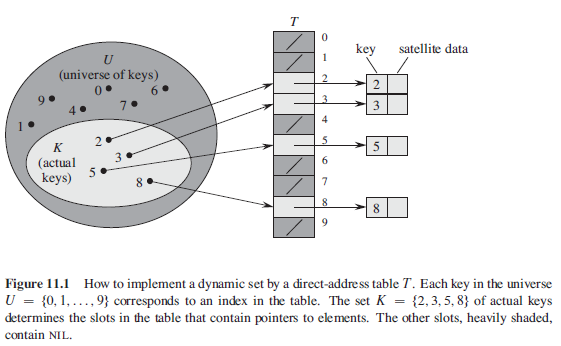 T
U
(universe of keys)
0
6
9
4
7
1
K
(actual
keys)
2
3
5
8
0
1
2
3
4
5
6
7
8
9
key satellite data
2
3
5
8
Figure 11.1 How to implement a dynamic set by a direct-address table T. Each key in the universe
U = {0, 1, . . . , 9} corresponds to an index in the table. The set K = {2, 3, 5, 8} of actual keys
determines the slots in the table that contain pointers to elements. The other slots, heavily shaded,
contain NIL.